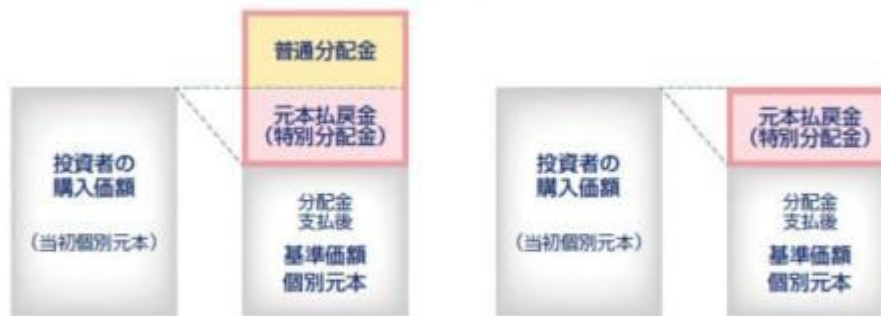 普通分配金
元本払戻金
(特別分配金)
投資者の
購入価額
(当初個別元本)
分配金
支払後
基準価額
個別元本
元本払戻金
(特別分配金)
投資者の
購入価額
(当初個別元本)
分配金
支払後
基準価額
個別元本